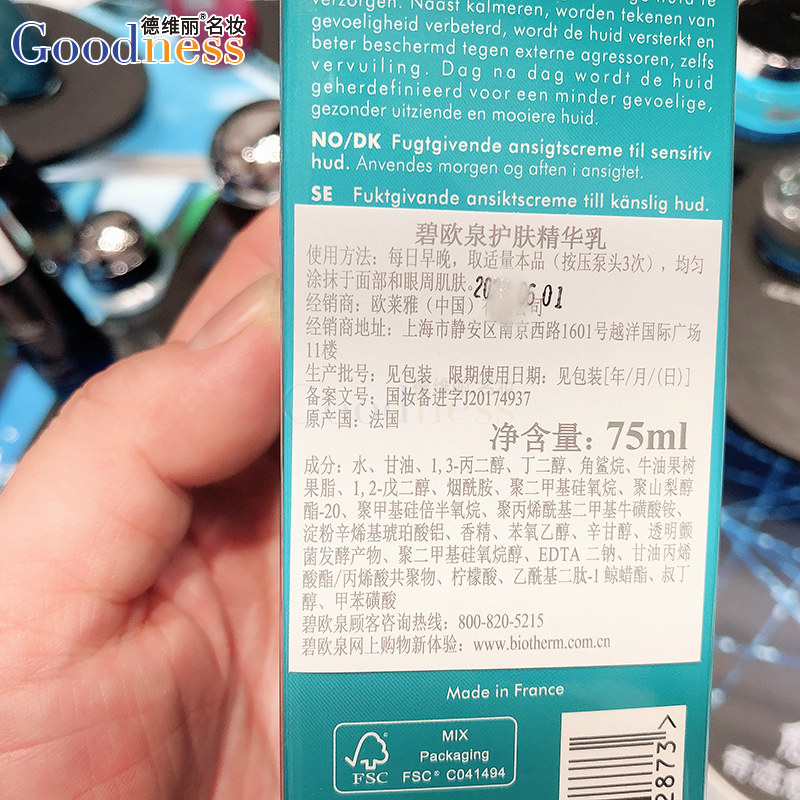 德维丽®名妆
Goodness
verzorgen. Naast kalmeren, worden tekenen van
gevoeligheid verbeterd, wordt de huid versterkt en
beter beschermd tegen externe agressoren, zelfs
vervuiling. Dag na dag wordt de huid
geherdefinieerd voor een minder gevoelige,
gezonder uitziende en mooiere huid.
NO/DK Fugtgivende ansigtscreme til sensitiv
hud. Anvendes morgen og aften i ansigtet.
SE Fuktgivande ansiktscreme till känslig hud.
碧欧泉护肤精华乳
使用方法：每日早晚，取适量本品（按压泵头3次），均匀
涂抹于面部和眼周肌肤。
经销商：欧莱雅（中国）公司
经销商地址：上海市静安区南京西路1601号越洋国际广场
11楼
生产批号：见包装 限期使用日期：见包装[年/月/(日)]
备案文号：国妆备进字J20174937
原产国：法国
净含量：75ml
成分：水、甘油、1,3-丙二醇、丁二醇、角鲨烷、牛油果树
果脂、1,2-戊二醇、烟酰胺、聚二甲基硅氧烷、聚山梨醇
酯-20、聚甲基硅倍半氧烷、聚丙烯酰基二甲基牛磺酸铵、
淀粉辛烯基琥珀酸铝、香精、苯氧乙醇、辛甘醇、透明颤
菌发酵产物、聚二甲基硅氧烷醇、EDTA 二钠、甘油丙烯
酸酯/丙烯酸共聚物、柠檬酸、乙酰基二肽-1 鲸蜡酯、叔丁
醇、甲苯磺酸
碧欧泉顾客咨询热线：800-820-5215
碧欧泉网上购物新体验：www.biotherm.com.cn
Made in France
MIX
Packaging
FSC® C041494
FSC
2873